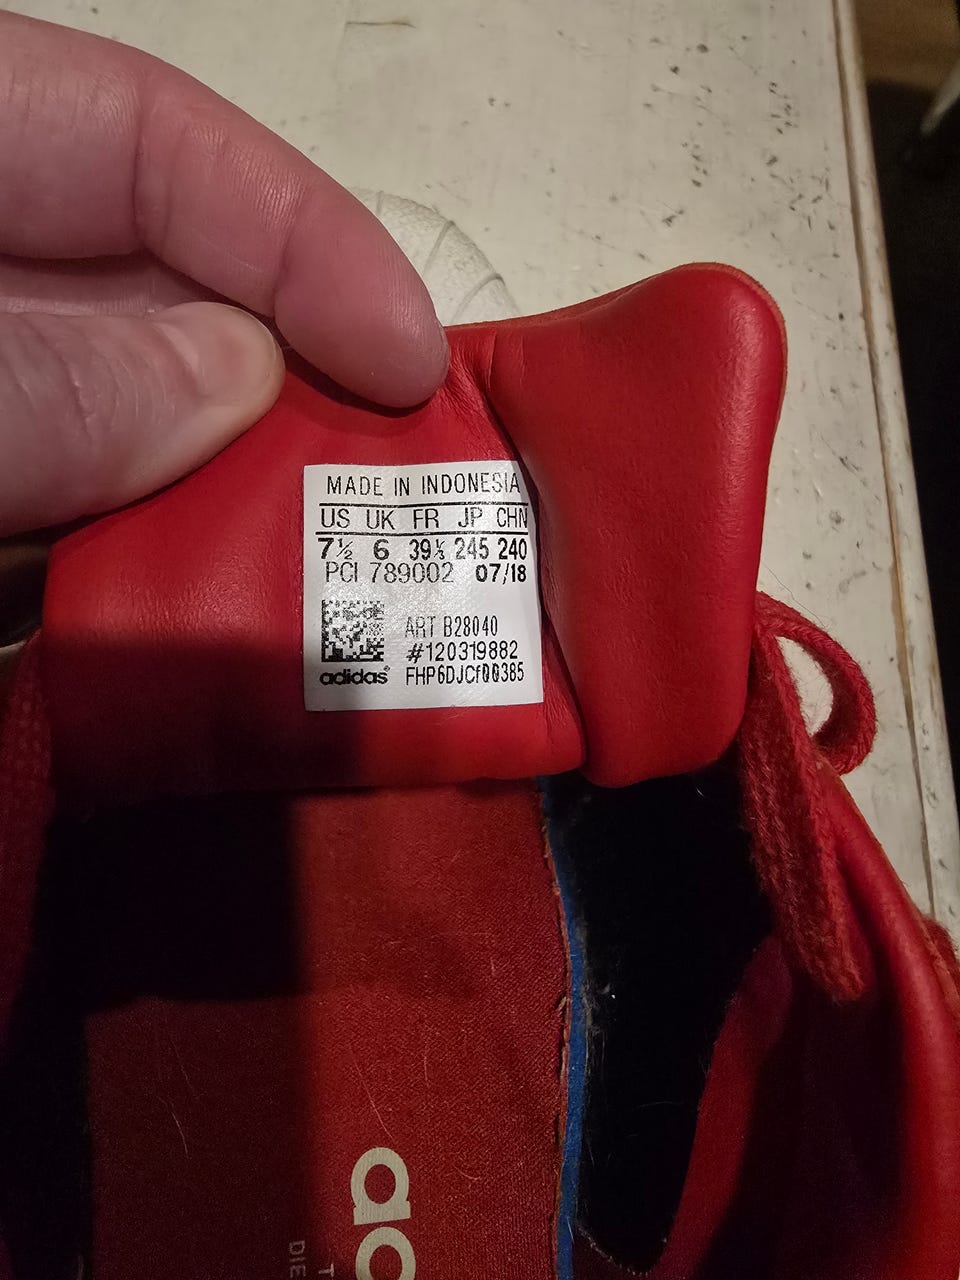 MADE IN INDONESIA
US UK FR JP CHN
7½ 6 39⅓ 245 240
PCI 789002 07/18
ART B28040
#120319882
adidas® FHP6DJCf00385